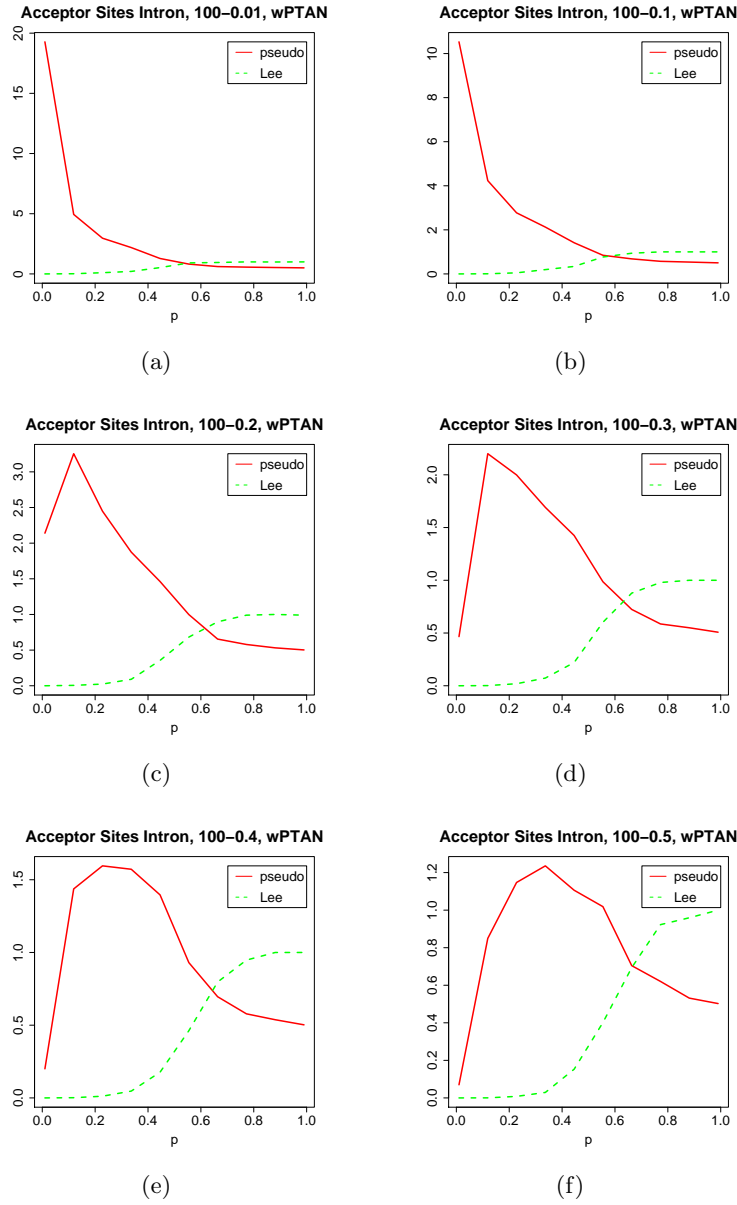 Acceptor Sites Intron, 100−0.01, wPTAN
pseudo
Lee
0 5 10 15 20
0.0 0.2 0.4 0.6 0.8 1.0
p
(a)
Acceptor Sites Intron, 100−0.1, wPTAN
pseudo
Lee
0 2 4 6 8 10
0.0 0.2 0.4 0.6 0.8 1.0
p
(b)
Acceptor Sites Intron, 100−0.2, wPTAN
pseudo
Lee
0.0 0.5 1.0 1.5 2.0 2.5 3.0
0.0 0.2 0.4 0.6 0.8 1.0
p
(c)
Acceptor Sites Intron, 100−0.3, wPTAN
pseudo
Lee
0.0 0.5 1.0 1.5 2.0
0.0 0.2 0.4 0.6 0.8 1.0
p
(d)
Acceptor Sites Intron, 100−0.4, wPTAN
pseudo
Lee
0.0 0.5 1.0 1.5
0.0 0.2 0.4 0.6 0.8 1.0
p
(e)
Acceptor Sites Intron, 100−0.5, wPTAN
pseudo
Lee
0.0 0.2 0.4 0.6 0.8 1.0 1.2
0.0 0.2 0.4 0.6 0.8 1.0
p
(f)